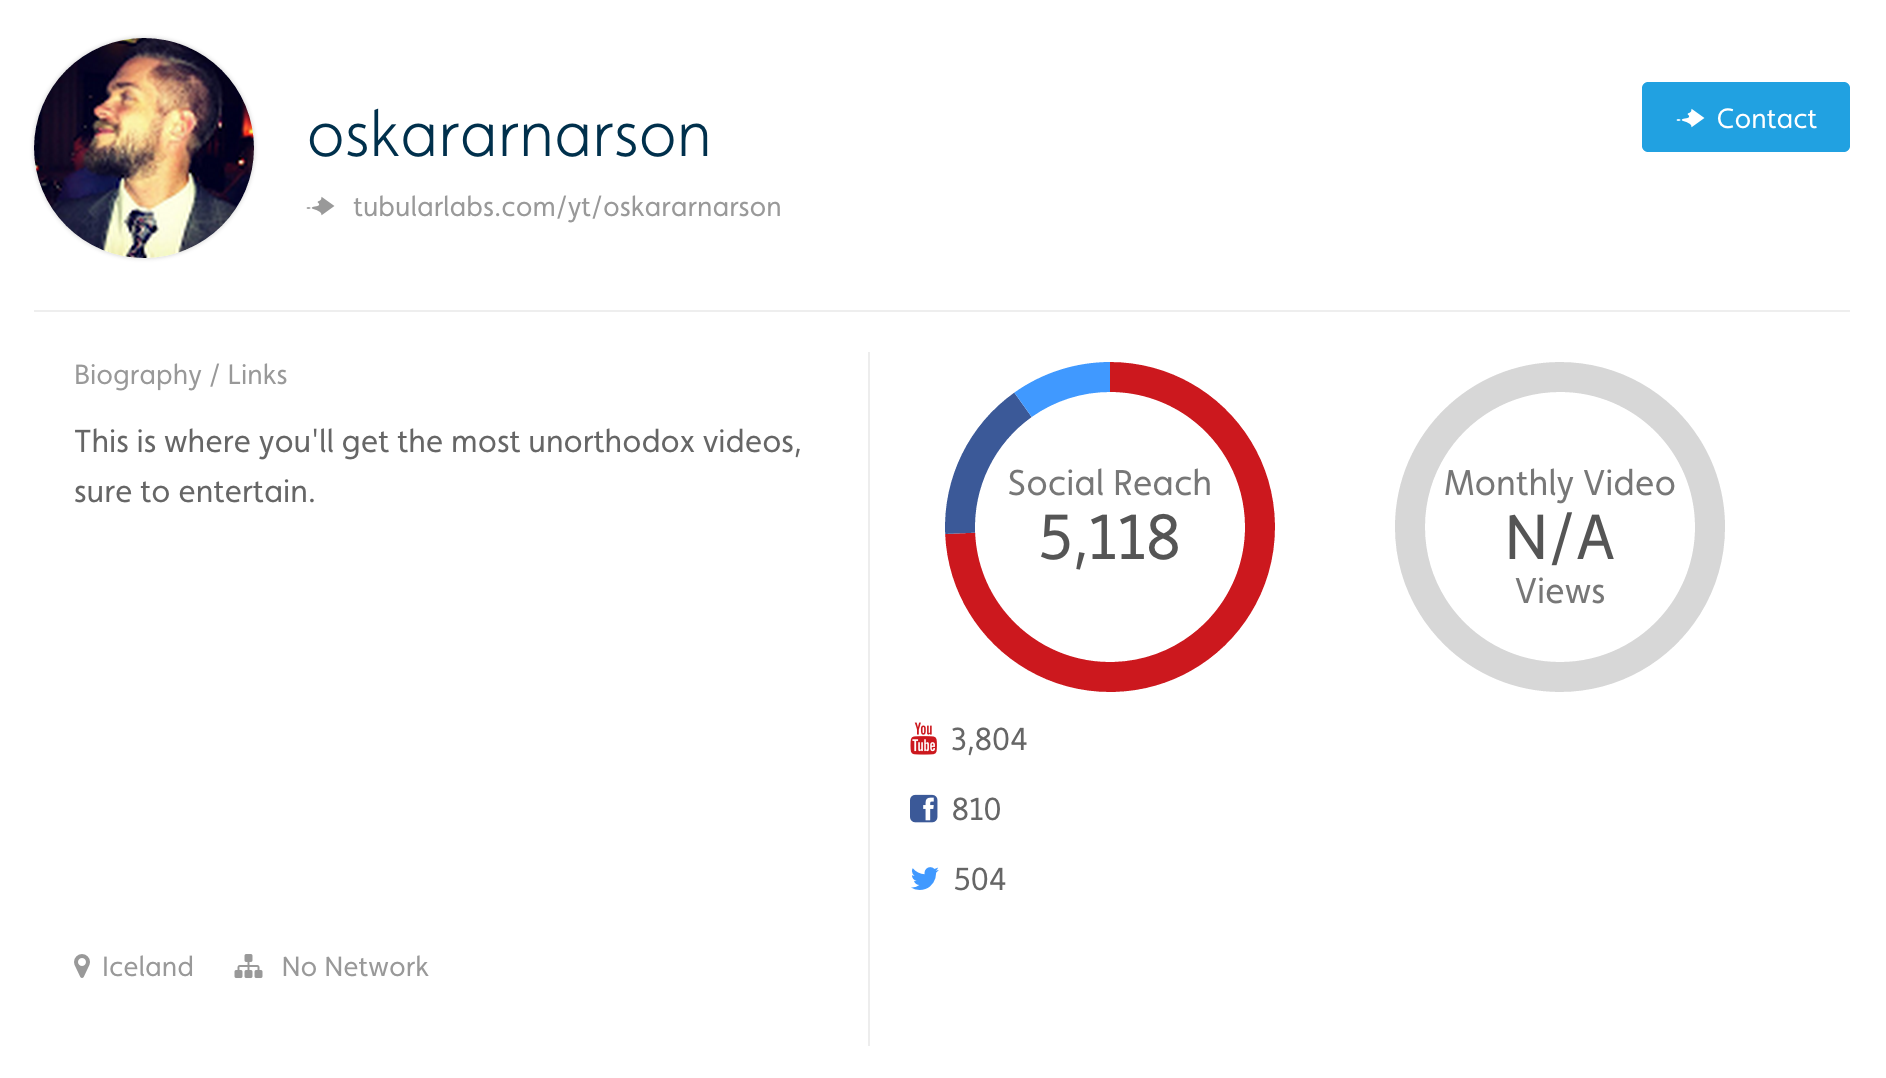 oskararnarson
tubularlabs.com/yt/oskararnarson
Contact
Biography / Links
This is where you'll get the most unorthodox videos,
sure to entertain.
Iceland
No Network
Social Reach
5,118
Monthly Video
N/A
Views
You
Tube
3,804
f
810
504